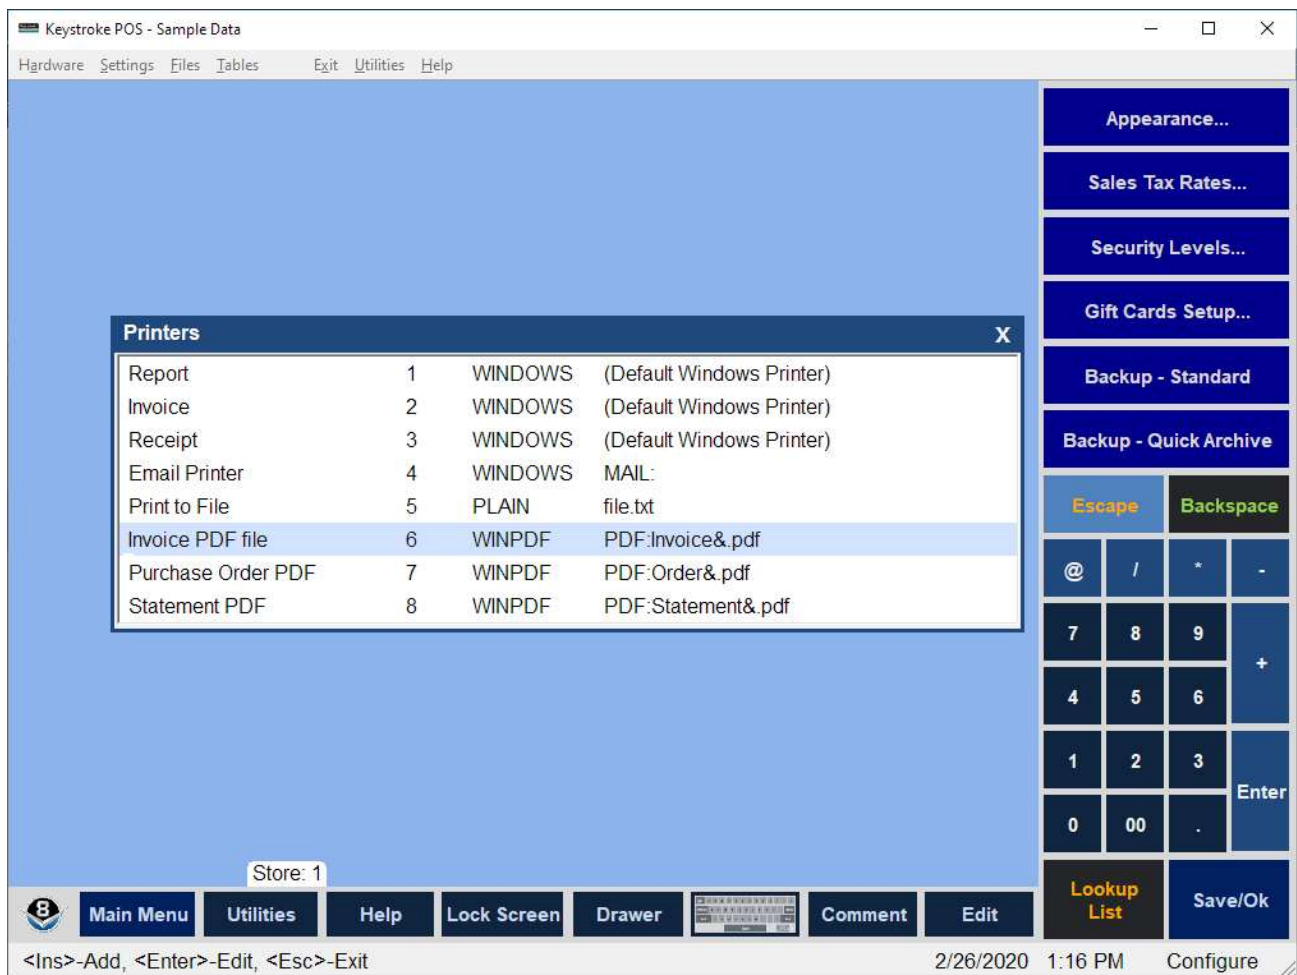 Keystroke POS - Sample Data
Hardware Settings Files Tables Exit Utilities Help
Appearance...
Sales Tax Rates...
Security Levels...
Gift Cards Setup...
Backup - Standard
Backup - Quick Archive
Printers X
Report 1 WINDOWS (Default Windows Printer)
Invoice 2 WINDOWS (Default Windows Printer)
Receipt 3 WINDOWS (Default Windows Printer)
Email Printer 4 WINDOWS MAIL:
Print to File 5 PLAIN file.txt
Invoice PDF file 6 WINPDF PDF:Invoice&.pdf
Purchase Order PDF 7 WINPDF PDF:Order&.pdf
Statement PDF 8 WINPDF PDF:Statement&.pdf
Escape Backspace
@ / * -
7 8 9 +
4 5 6
1 2 3 Enter
0 00 .
Lookup
List
Save/Ok
Store: 1
8 Main Menu Utilities Help Lock Screen Drawer Comment Edit
<Ins>-Add, <Enter>-Edit, <Esc>-Exit 2/26/2020 1:16 PM Configure